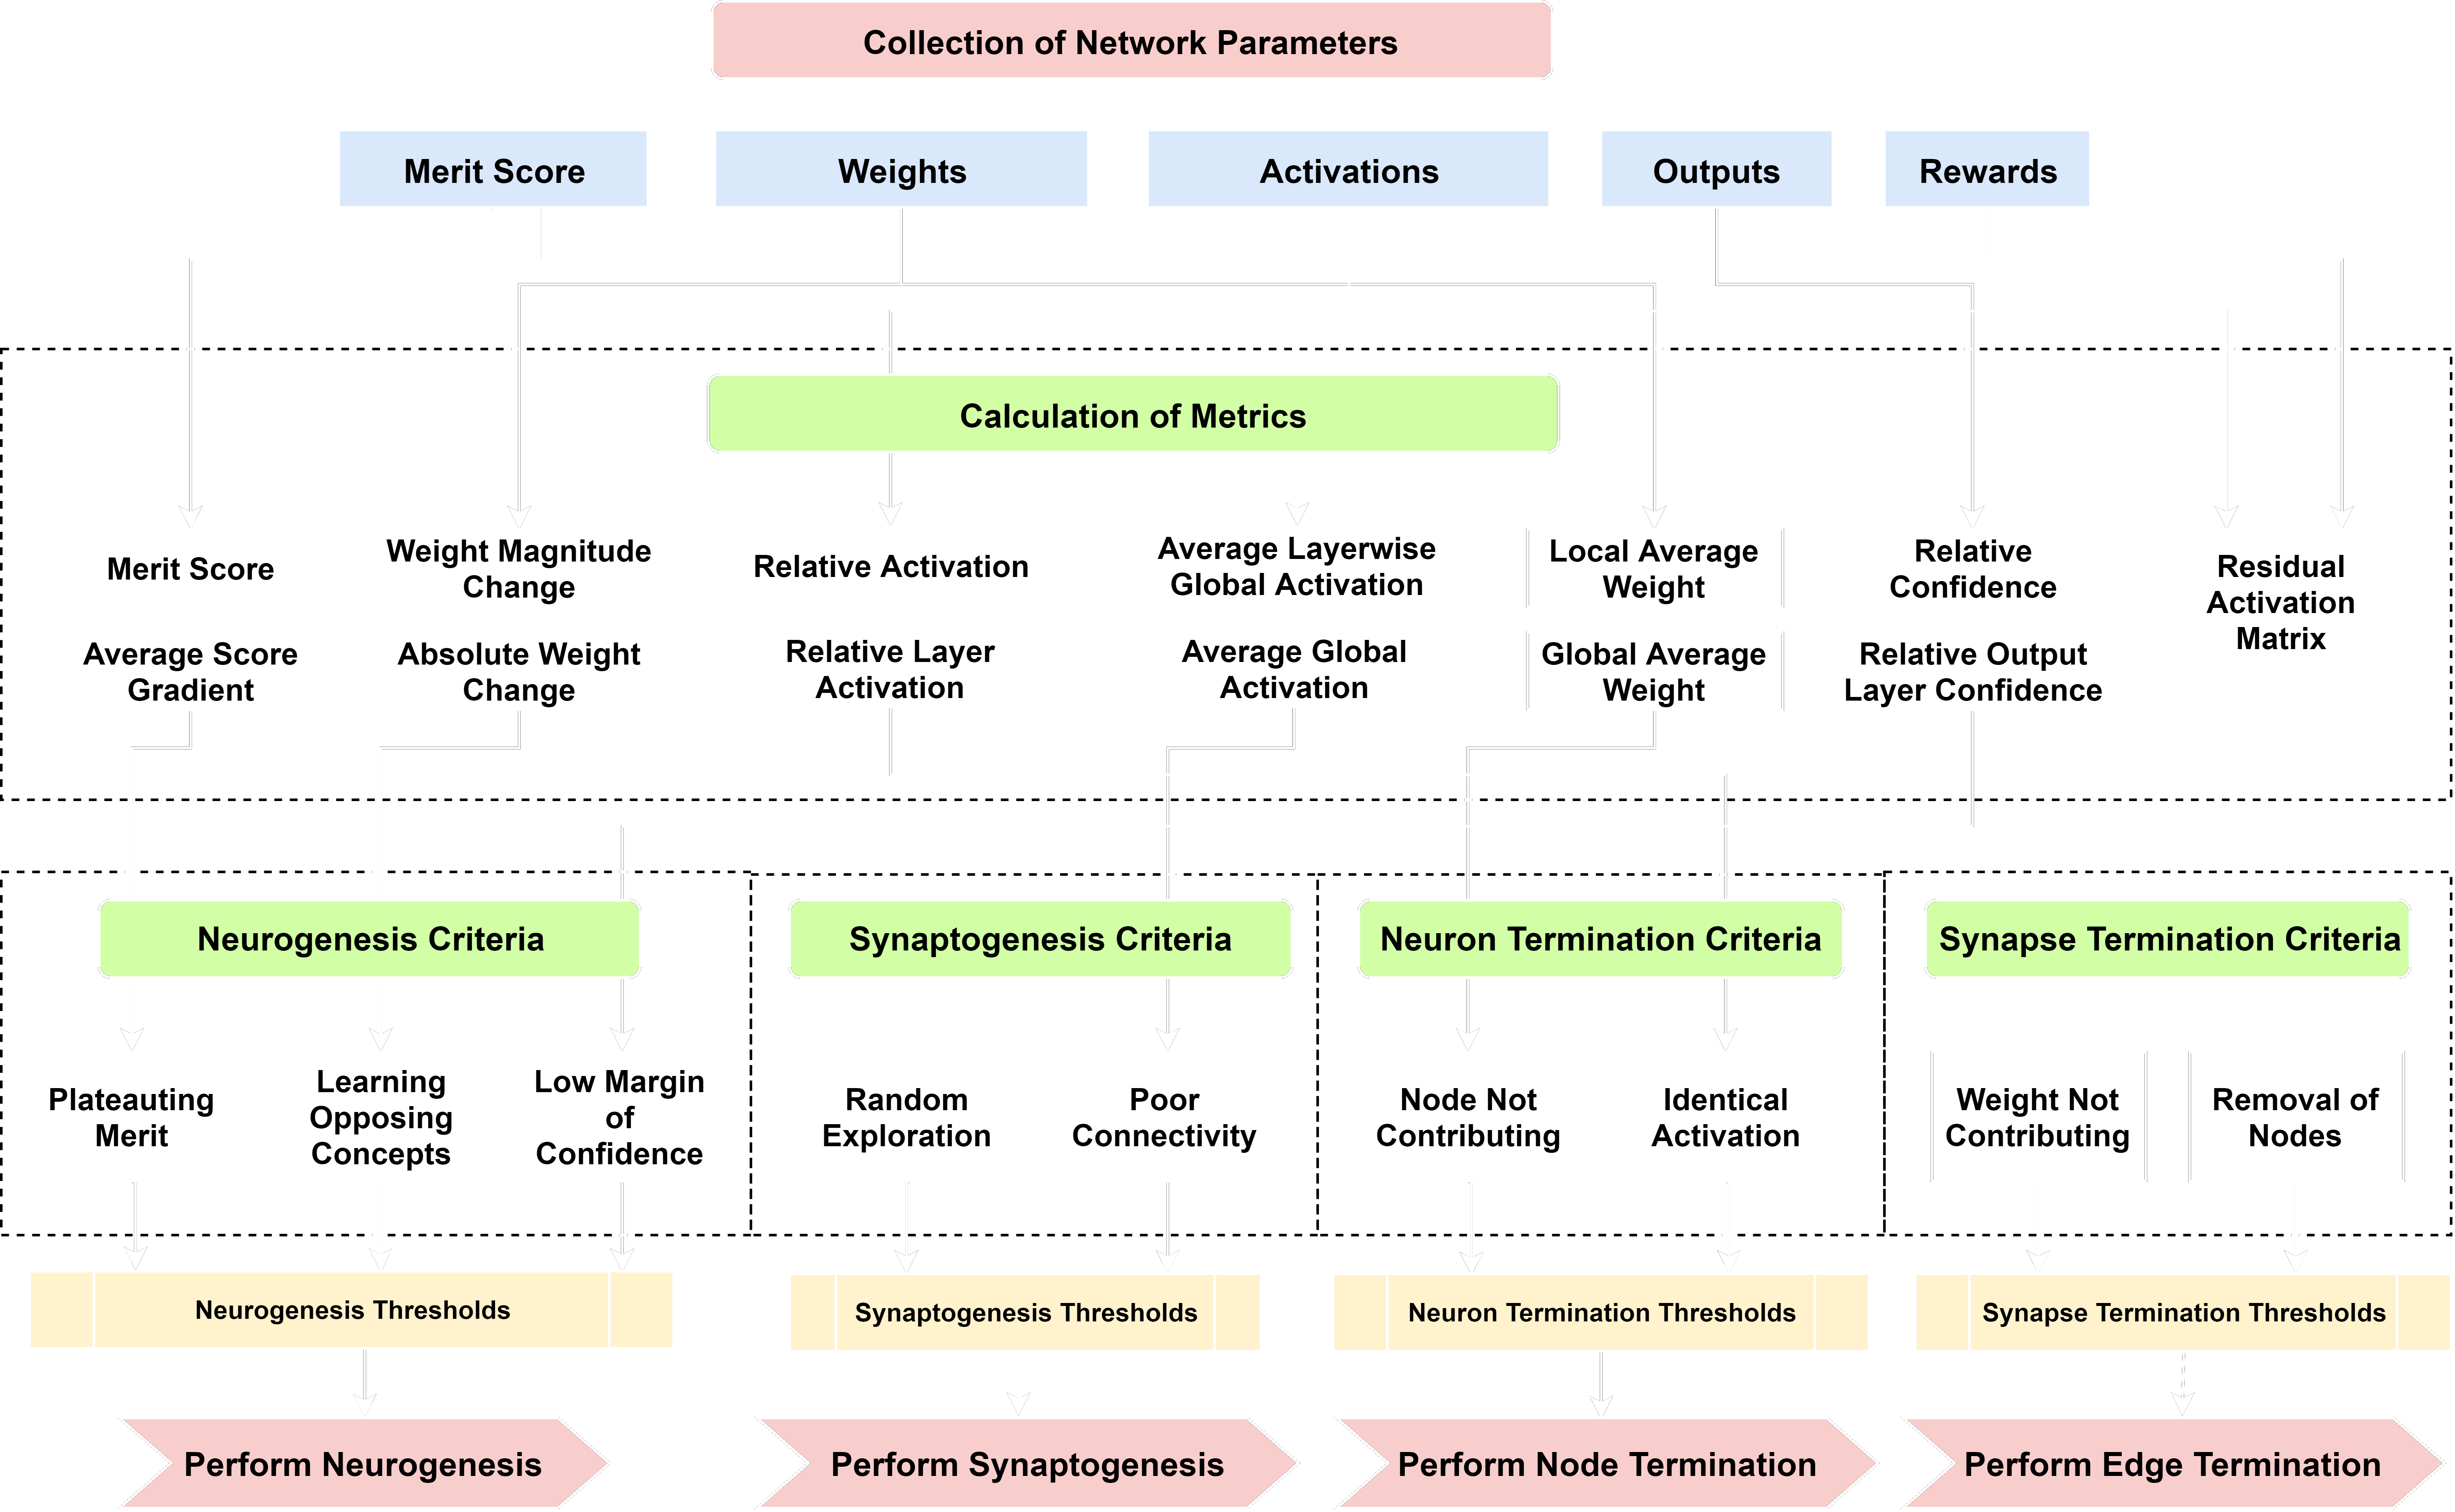 Collection of Network Parameters
Merit Score
Weights
Activations
Outputs
Rewards
Calculation of Metrics
Merit Score
Average Score
Gradient
Weight Magnitude
Change
Absolute Weight
Change
Relative Activation
Relative Layer
Activation
Average Layerwise
Global Activation
Average Global
Activation
Local Average
Weight
Global Average
Weight
Relative
Confidence
Relative Output
Layer Confidence
Residual
Activation
Matrix
Neurogenesis Criteria
Synaptogenesis Criteria
Neuron Termination Criteria
Synapse Termination Criteria
Plateauting
Merit
Learning
Opposing
Concepts
Low Margin
of
Confidence
Random
Exploration
Poor
Connectivity
Node Not
Contributing
Identical
Activation
Weight Not
Contributing
Removal of
Nodes
Neurogenesis Thresholds
Synaptogenesis Thresholds
Neuron Termination Thresholds
Synapse Termination Thresholds
Perform Neurogenesis
Perform Synaptogenesis
Perform Node Termination
Perform Edge Termination